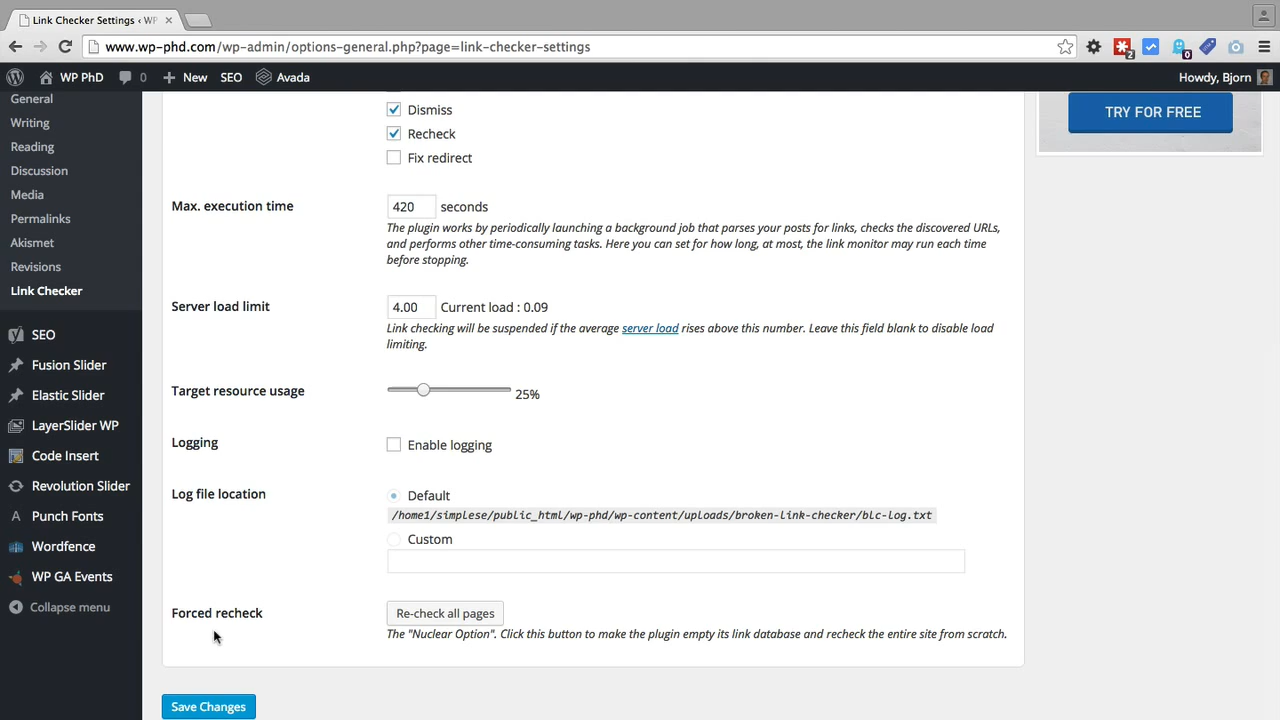 Link Checker Settings ‹ WP
www.wp-phd.com/wp-admin/options-general.php?page=link-checker-settings
2
0
WP PhD
0
New
SEO
Avada
Howdy, Bjorn
General
Writing
Reading
Discussion
Media
Permalinks
Akismet
Revisions
Link Checker
SEO
Fusion Slider
Elastic Slider
LayerSlider WP
Code Insert
Revolution Slider
Punch Fonts
Wordfence
WP GA Events
Collapse menu
Dismiss
Recheck
Fix redirect
Max. execution time
420 seconds
The plugin works by periodically launching a background job that parses your posts for links, checks the discovered URLs,
and performs other time-consuming tasks. Here you can set for how long, at most, the link monitor may run each time
before stopping.
Server load limit
4.00 Current load : 0.09
Link checking will be suspended if the average server load rises above this number. Leave this field blank to disable load
limiting.
Target resource usage
25%
Logging
Enable logging
Log file location
Default
/home1/simplese/public_html/wp-phd/wp-content/uploads/broken-link-checker/blc-log.txt
Custom
Forced recheck
Re-check all pages
The "Nuclear Option". Click this button to make the plugin empty its link database and recheck the entire site from scratch.
Save Changes
TRY FOR FREE